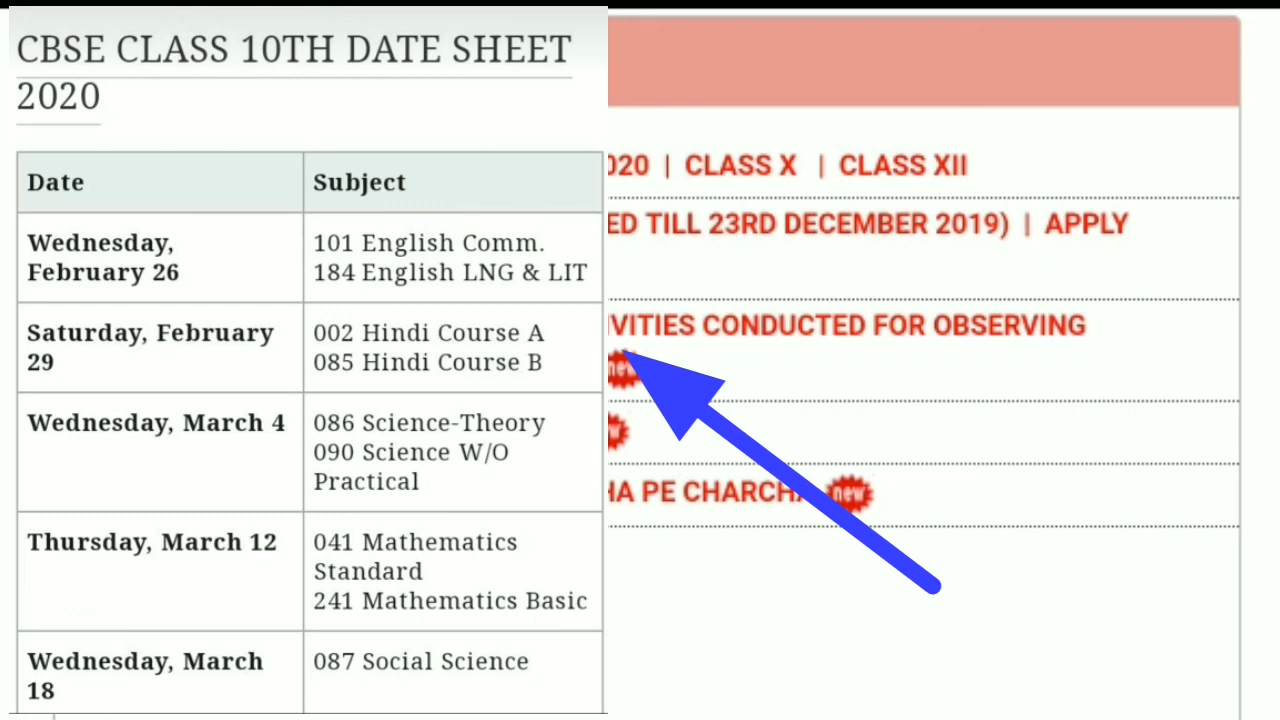 CBSE CLASS 10TH DATE SHEET
2020
Date
Subject
Wednesday,
February 26
101 English Comm.
184 English LNG & LIT
Saturday, February
29
002 Hindi Course A
085 Hindi Course B
Wednesday, March 4
086 Science-Theory
090 Science W/O
Practical
Thursday, March 12
041 Mathematics
Standard
241 Mathematics Basic
Wednesday, March
18
087 Social Science
020 | CLASS X | CLASS XII
ED TILL 23RD DECEMBER 2019) | APPLY
VITIES CONDUCTED FOR OBSERVING
new
HA PE CHARCHA new